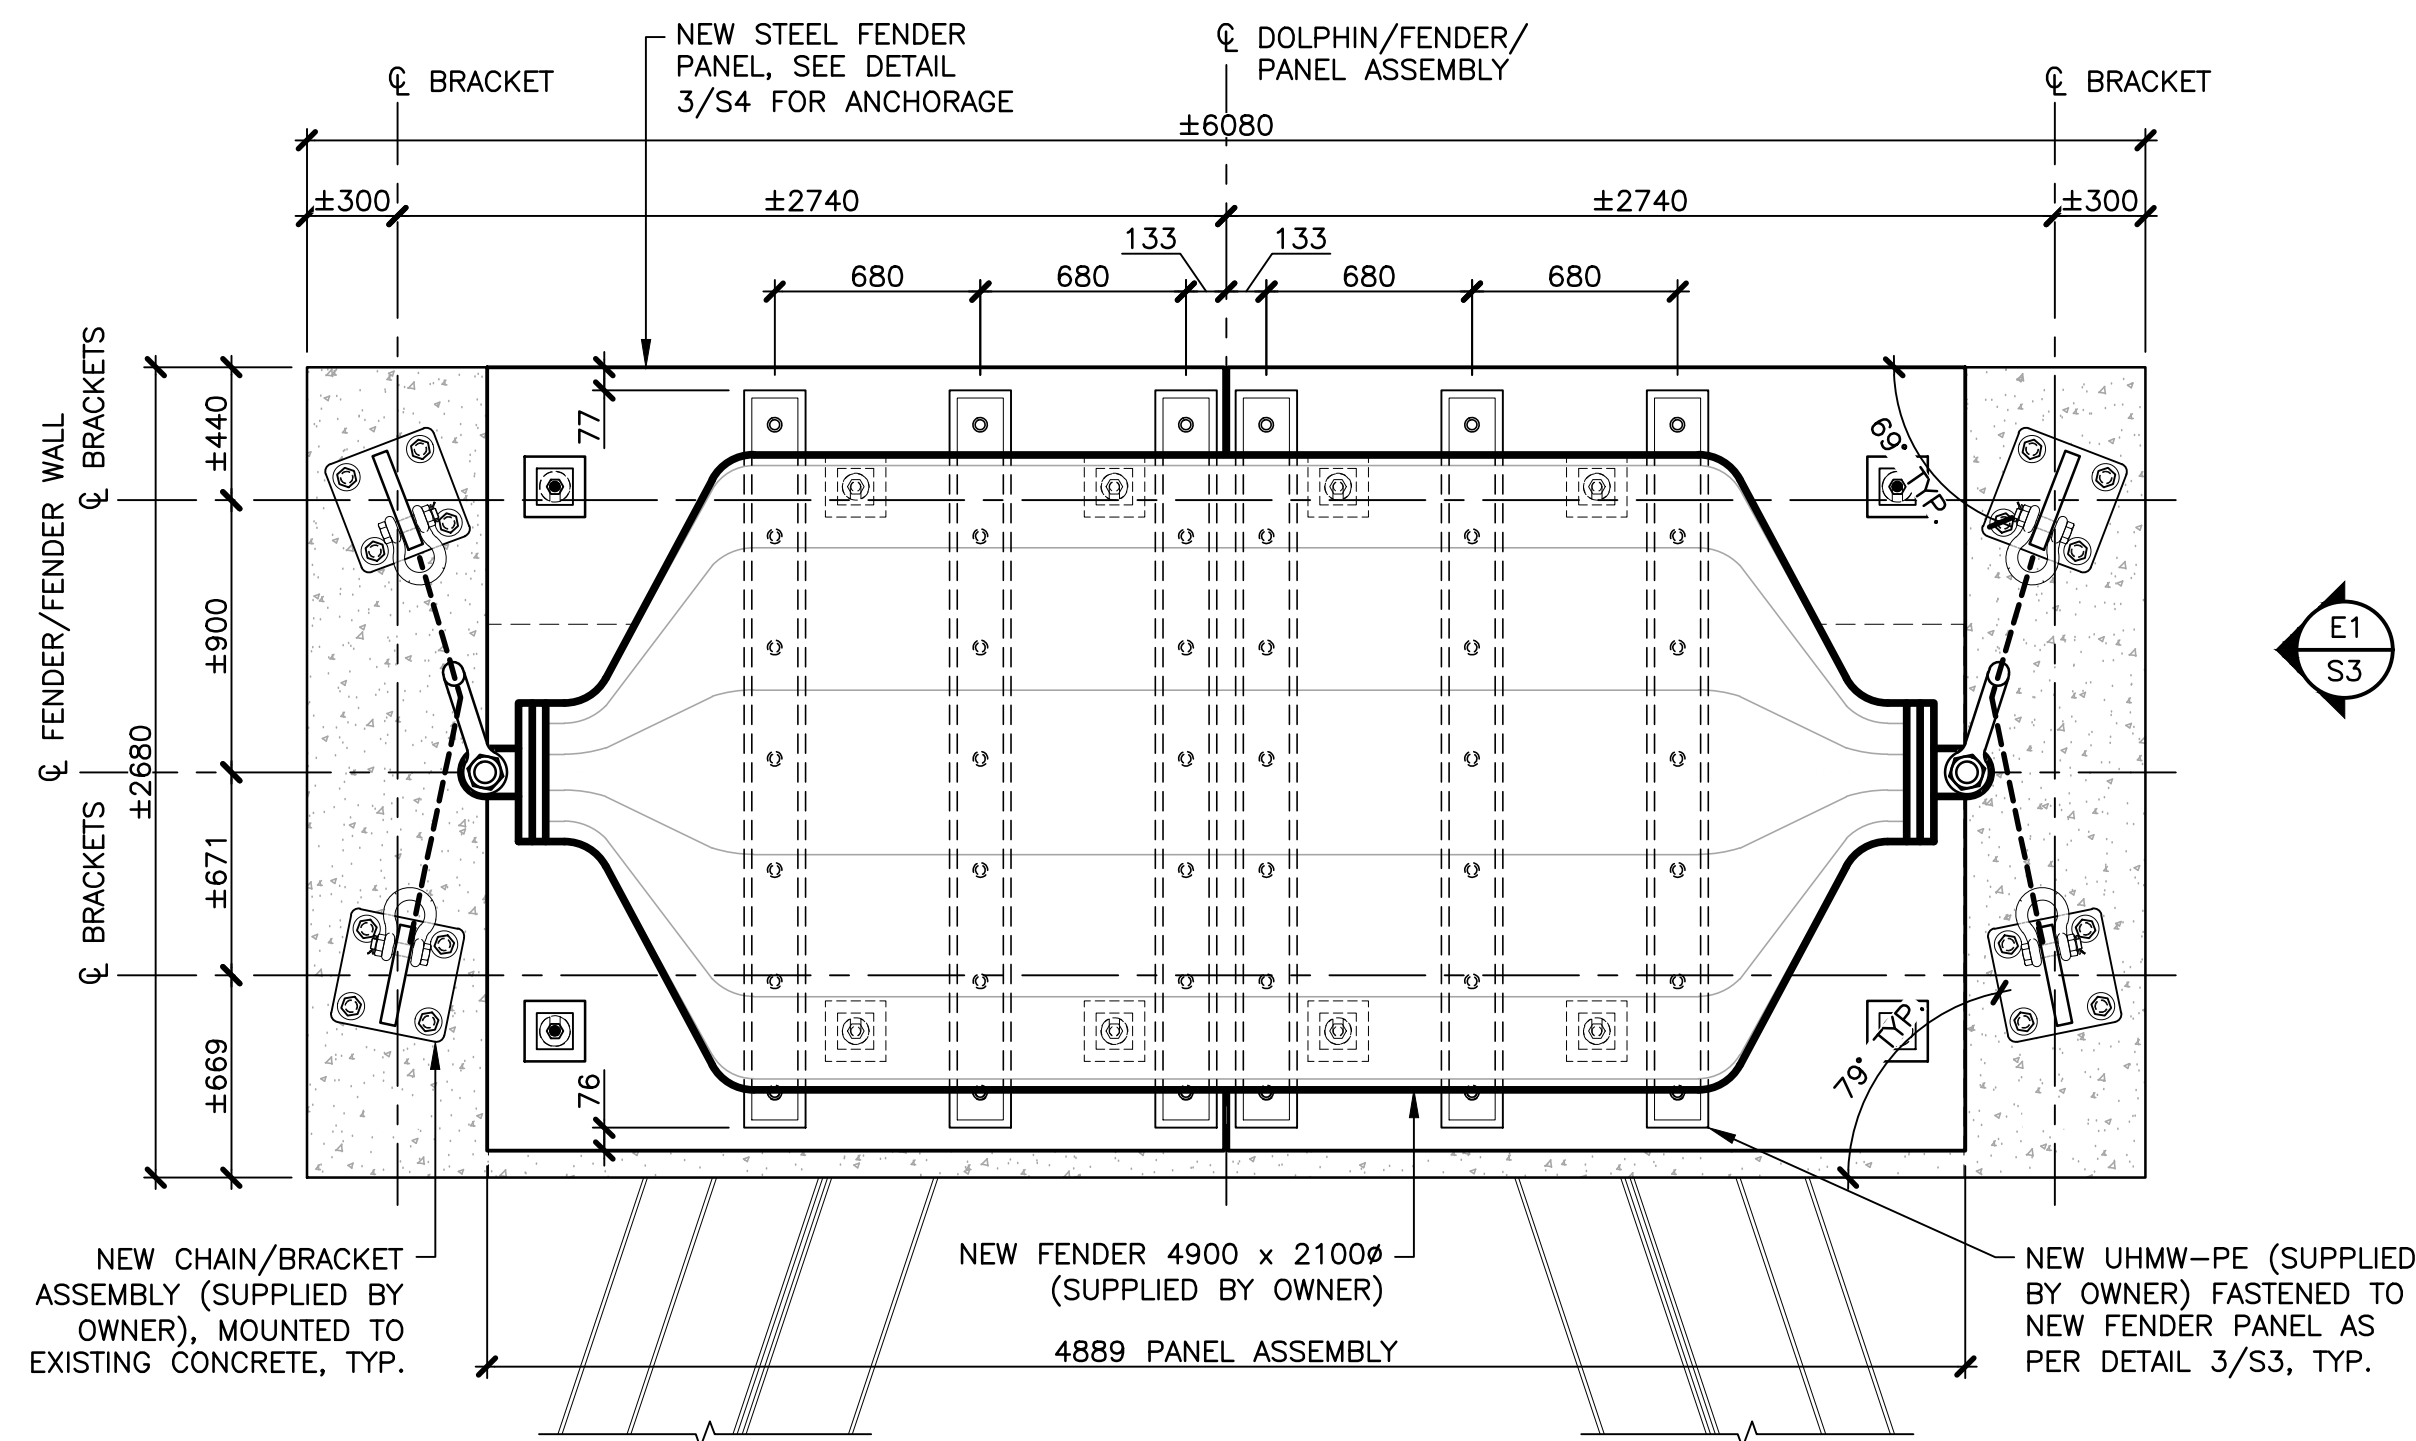 NEW STEEL FENDER
PANEL, SEE DETAIL
3/S4 FOR ANCHORAGE
℄ DOLPHIN/FENDER/
PANEL ASSEMBLY
℄ BRACKET
℄ BRACKET
±6080
±300
±2740
±2740
±300
133
133
680
680
680
680
℄ BRACKETS
℄ FENDER/FENDER WALL
℄ BRACKETS
±2680
±440
±900
±671
±669
77
76
69° TYP.
79° TYP.
E1
S3
NEW CHAIN/BRACKET
ASSEMBLY (SUPPLIED BY
OWNER), MOUNTED TO
EXISTING CONCRETE, TYP.
NEW FENDER 4900 x 2100ø
(SUPPLIED BY OWNER)
4889 PANEL ASSEMBLY
NEW UHMW-PE (SUPPLIED
BY OWNER) FASTENED TO
NEW FENDER PANEL AS
PER DETAIL 3/S3, TYP.